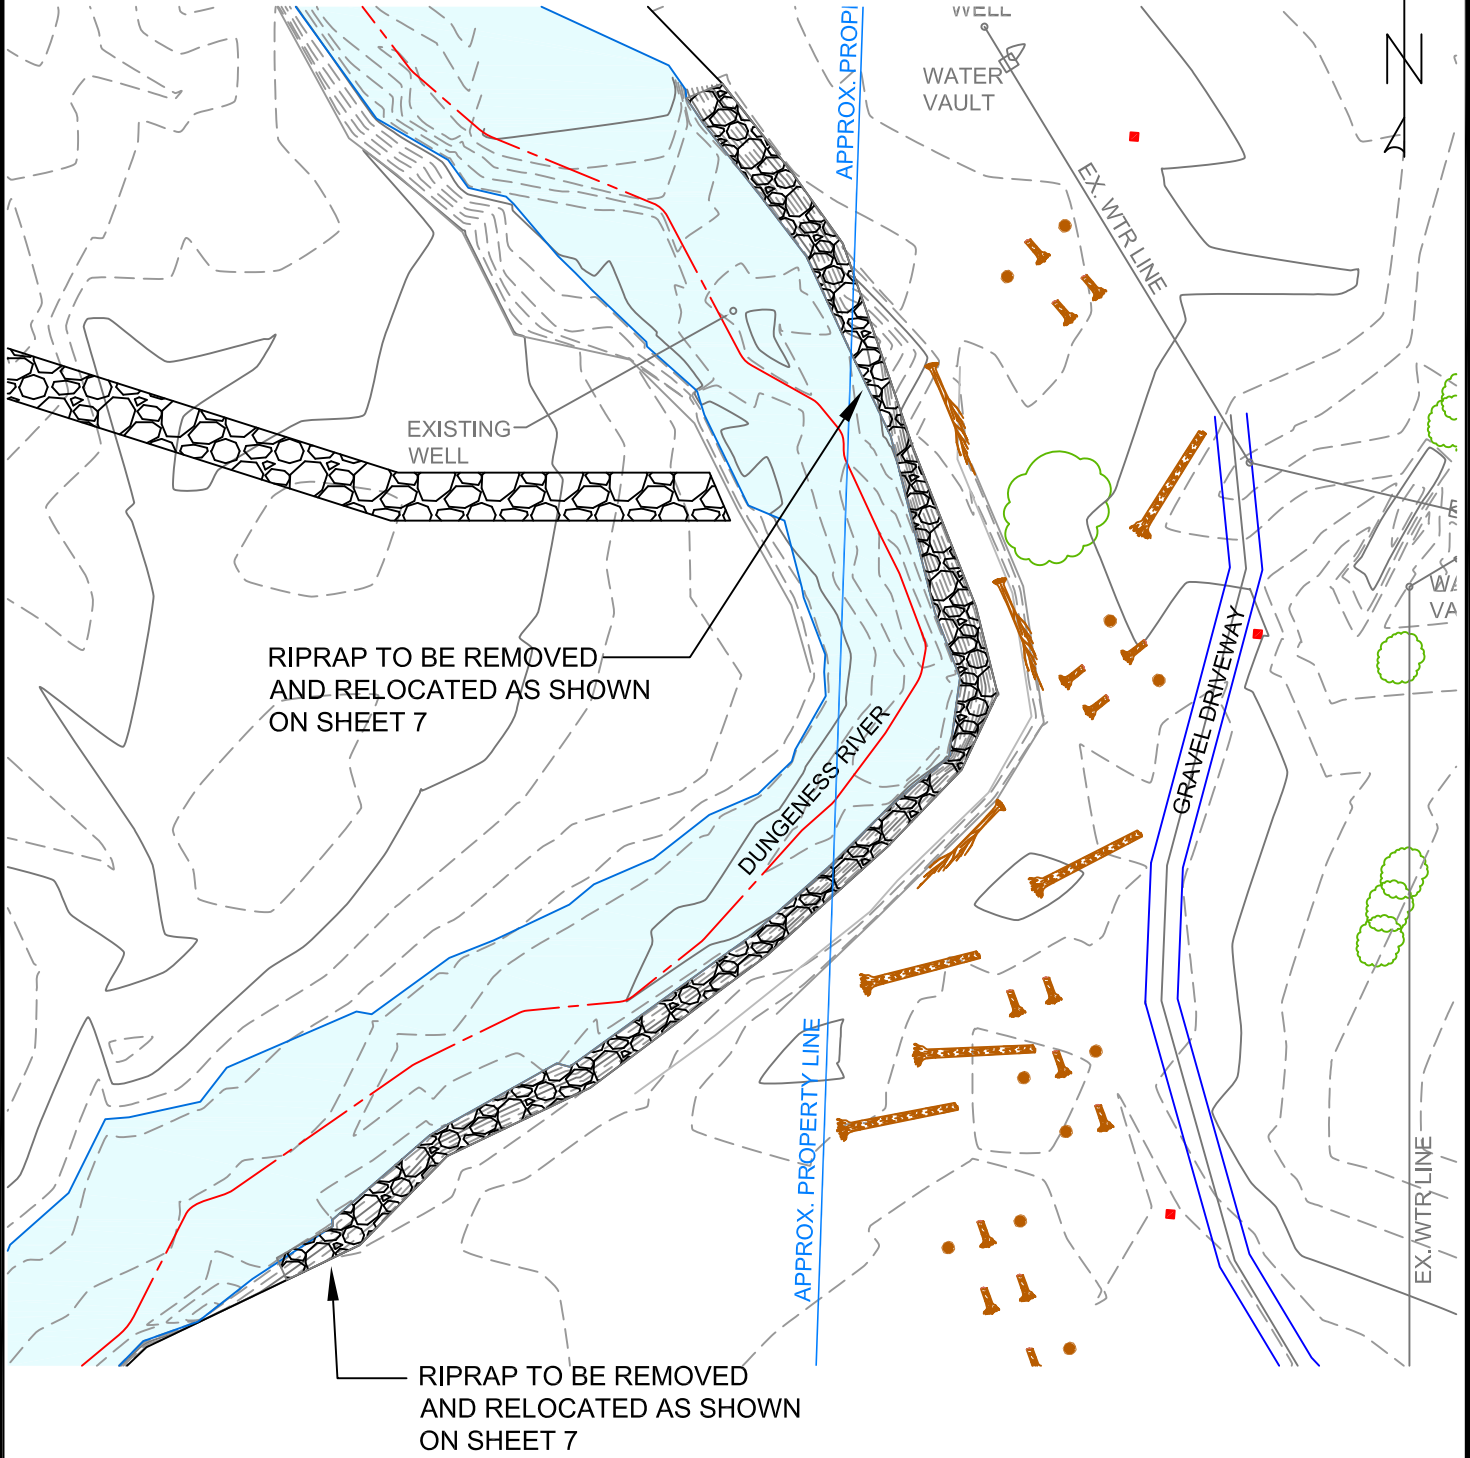 WELL
WATER
VAULT
N
APPROX. PROP
EX. WTR LINE
EXISTING
WELL
RIPRAP TO BE REMOVED
AND RELOCATED AS SHOWN
ON SHEET 7
GRAVEL DRIVEWAY
DUNGENESS RIVER
APPROX. PROPERTY LINE
EX. WTR LINE
RIPRAP TO BE REMOVED
AND RELOCATED AS SHOWN
ON SHEET 7